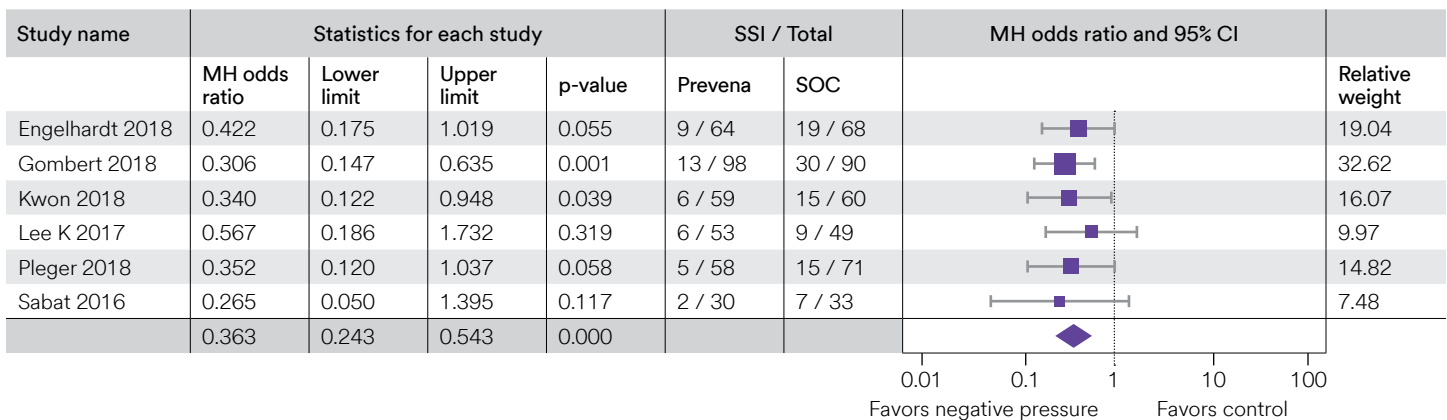 Study name Statistics for each study SSI / Total MH odds ratio and 95% CI
MH odds ratio Lower limit Upper limit p-value Prevena SOC Relative weight
Engelhardt 2018 0.422 0.175 1.019 0.055 9 / 64 19 / 68 19.04
Gombert 2018 0.306 0.147 0.635 0.001 13 / 98 30 / 90 32.62
Kwon 2018 0.340 0.122 0.948 0.039 6 / 59 15 / 60 16.07
Lee K 2017 0.567 0.186 1.732 0.319 6 / 53 9 / 49 9.97
Pleger 2018 0.352 0.120 1.037 0.058 5 / 58 15 / 71 14.82
Sabat 2016 0.265 0.050 1.395 0.117 2 / 30 7 / 33 7.48
0.363 0.243 0.543 0.000
0.01 0.1 1 10 100
Favors negative pressure Favors control